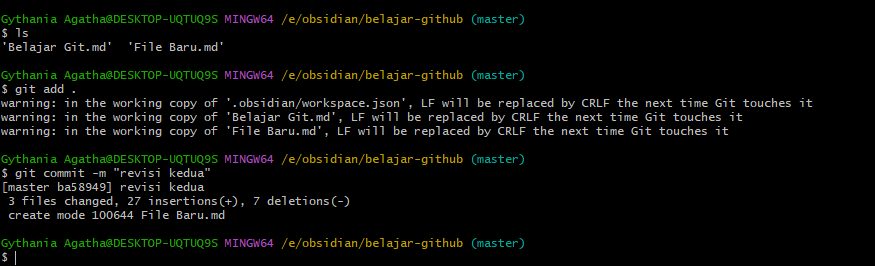 Gythania Agatha@DESKTOP-UQTUQ9S MINGW64 /e/obsidian/belajar-github (master)
$ ls
'Belajar Git.md'  'File Baru.md'
Gythania Agatha@DESKTOP-UQTUQ9S MINGW64 /e/obsidian/belajar-github (master)
$ git add .
warning: in the working copy of '.obsidian/workspace.json', LF will be replaced by CRLF the next time Git touches it
warning: in the working copy of 'Belajar Git.md', LF will be replaced by CRLF the next time Git touches it
warning: in the working copy of 'File Baru.md', LF will be replaced by CRLF the next time Git touches it
Gythania Agatha@DESKTOP-UQTUQ9S MINGW64 /e/obsidian/belajar-github (master)
$ git commit -m "revisi kedua"
[master ba58949] revisi kedua
 3 files changed, 27 insertions(+), 7 deletions(-)
 create mode 100644 File Baru.md
Gythania Agatha@DESKTOP-UQTUQ9S MINGW64 /e/obsidian/belajar-github (master)
$